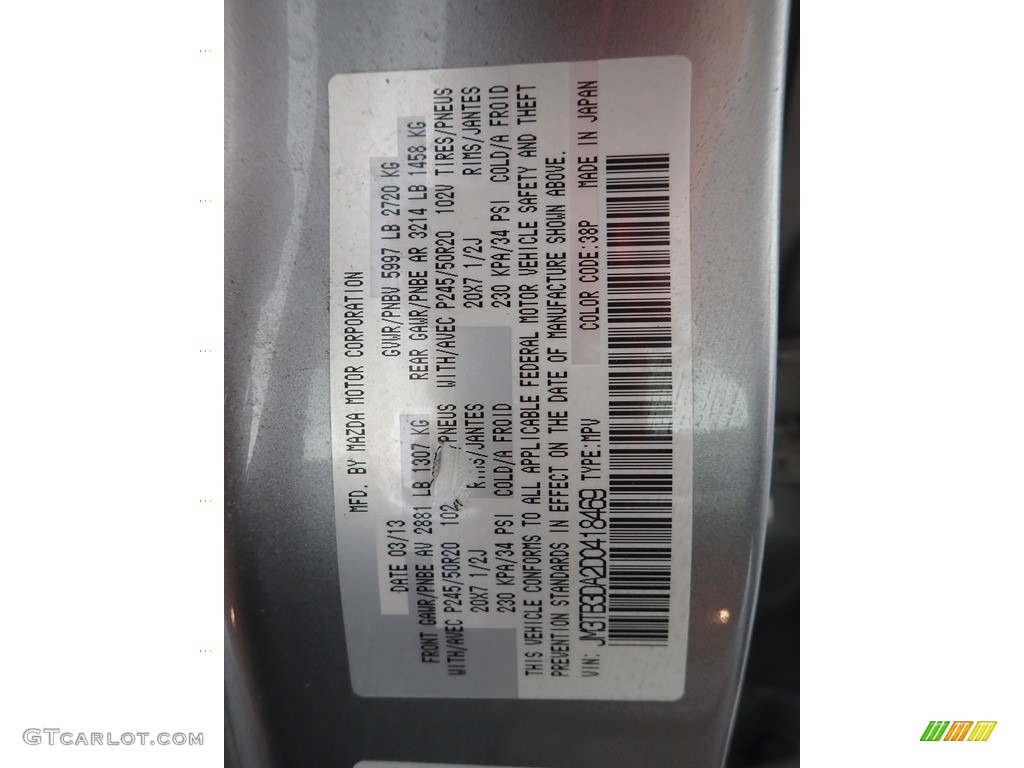 MFD. BY MAZDA MOTOR CORPORATION
DATE 03/13 GVWR/PNBV 5997 LB 2720 KG
FRONT GAWR/PNBE AV 2881 LB 1307 KG REAR GAWR/PNBE AR 3214 LB 1458 KG
WITH/AVEC P245/50R20 102 /PNEUS WITH/AVEC P245/50R20 102V TIRES/PNEUS
20X7 1/2J RIMS/JANTES 20X7 1/2J RIMS/JANTES
230 KPA/34 PSI COLD/A FROID 230 KPA/34 PSI COLD/A FROID
THIS VEHICLE CONFORMS TO ALL APPLICABLE FEDERAL MOTOR VEHICLE SAFETY AND THEFT
PREVENTION STANDARDS IN EFFECT ON THE DATE OF MANUFACTURE SHOWN ABOVE.
VIN: JM3TB3DA2D0418469 TYPE:MPV COLOR CODE:38P MADE IN JAPAN
GTCARLOT.COM